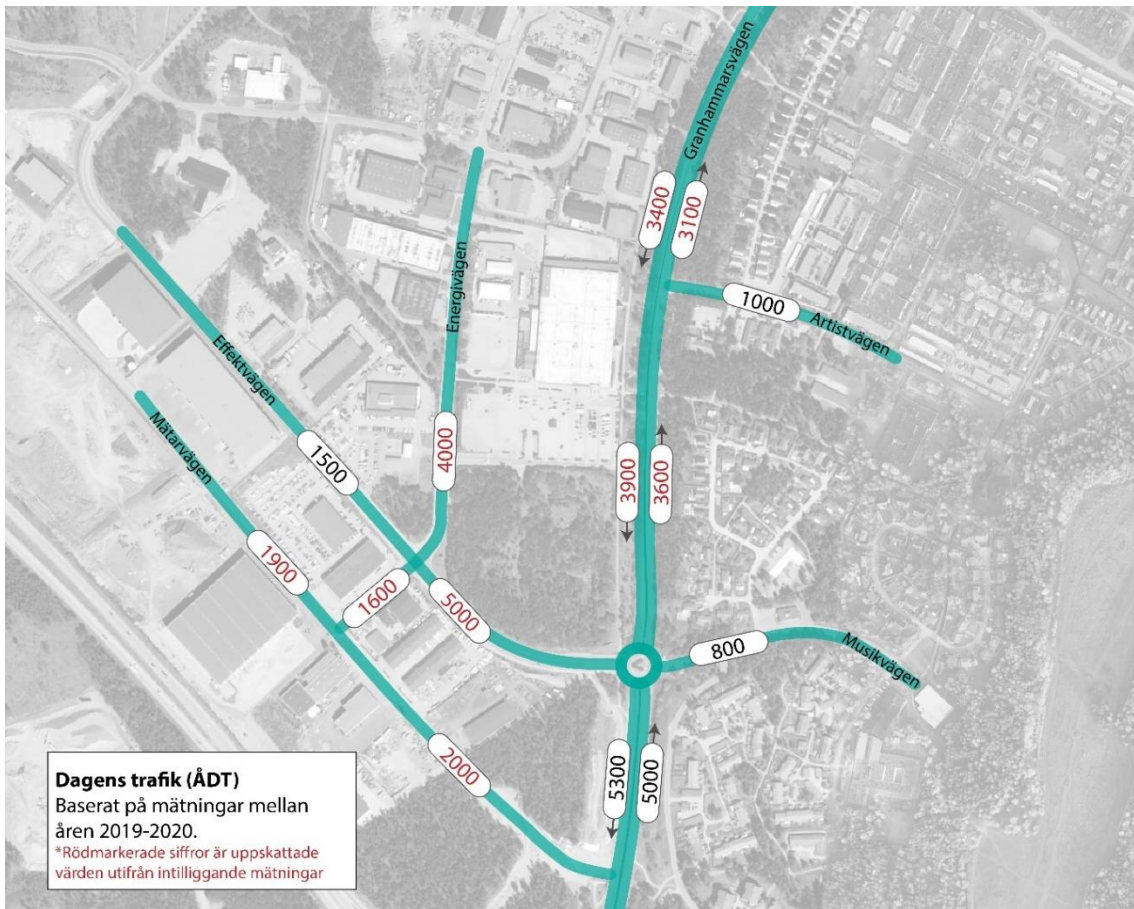 Granhammarsvägen
3400
3100
1000
Artistvägen
Energivägen
Effektvägen
Mätarvägen
4000
1500
3900
3600
1900
1600
5000
800
Musikvägen
2000
5300
5000
Dagens trafik (ÅDT)
Baserat på mätningar mellan
åren 2019-2020.
*Rödmarkerade siffror är uppskattade
värden utifrån intilliggande mätningar